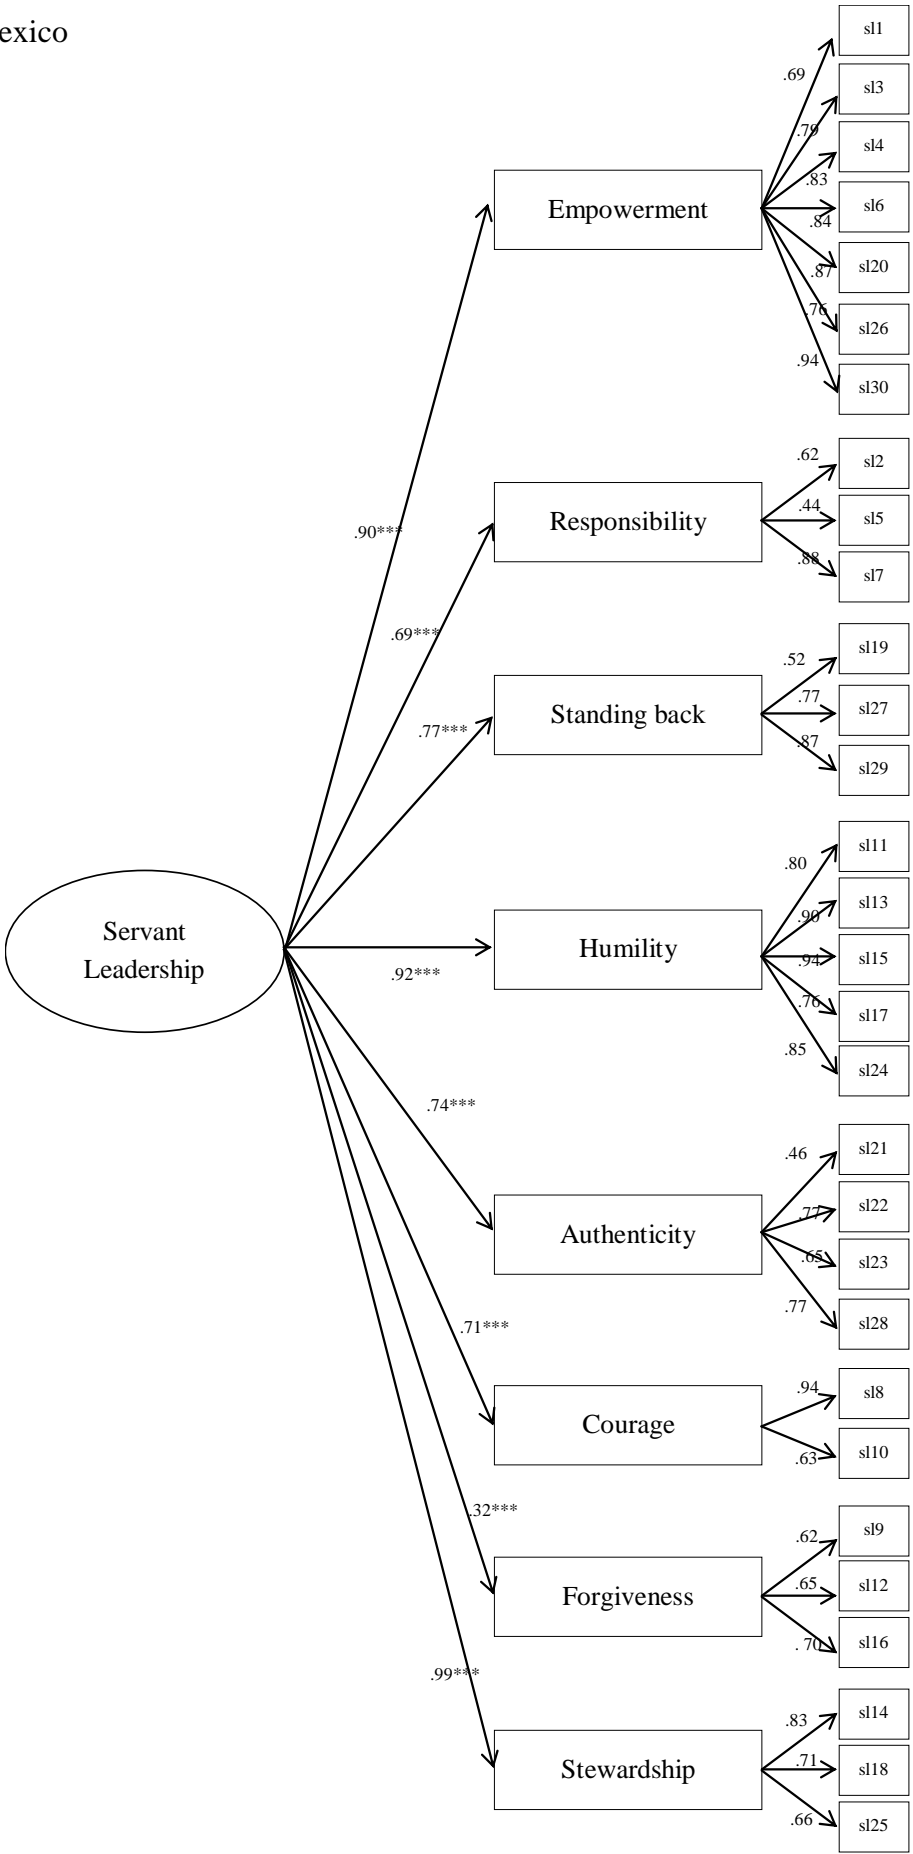 exico
sl1
.69
sl3
.79
sl4
.83
Empowerment
sl6
.84
sl20
.87
.76
sl26
.94
sl30
.62
sl2
.44
Responsibility
sl5
.90***
.88
sl7
.69***
.52
sl19
.77
.77***
Standing back
sl27
.87
sl29
.80
sl11
.90
sl13
Servant
Leadership
Humility
.94
sl15
.92***
.76
sl17
.85
sl24
.74***
.46
sl21
.77
sl22
Authenticity
.65
sl23
.77
sl28
.71***
.94
sl8
Courage
.63
sl10
.32***
.62
sl9
.65
sl12
Forgiveness
. 70
sl16
.99***
.83
sl14
.71
Stewardship
sl18
.66
sl25